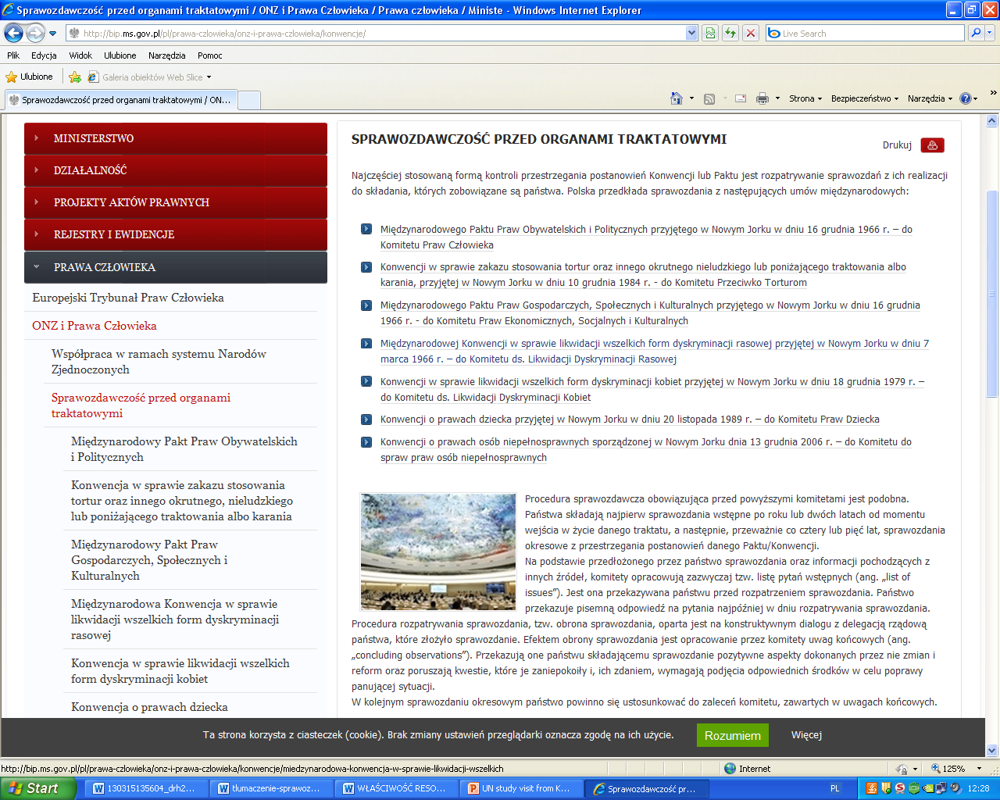 Sprawozdawczość przed organami traktatowymi / ONZ i Prawa Człowieka / Prawa człowieka / Ministe - Windows Internet Explorer
http://bip.ms.gov.pl/pl/prawa-czlowieka/onz-i-prawa-czlowieka/konwencje/
Live Search
Plik Edycja Widok Ulubione Narzędzia Pomoc
Ulubione Galeria obiektów Web Slice
Sprawozdawczość przed organami traktatowymi / ON...
Strona Bezpieczeństwo Narzędzia
MINISTERSTWO
DZIAŁALNOŚĆ
PROJEKTY AKTÓW PRAWNYCH
REJESTRY I EWIDENCJE
PRAWA CZŁOWIEKA
Europejski Trybunał Praw Człowieka
ONZ i Prawa Człowieka
Współpraca w ramach systemu Narodów
Zjednoczonych
Sprawozdawczość przed organami
traktatowymi
Międzynarodowy Pakt Praw Obywatelskich
i Politycznych
Konwencja w sprawie zakazu stosowania
tortur oraz innego okrutnego, nieludzkiego
lub poniżającego traktowania albo karania
Międzynarodowy Pakt Praw
Gospodarczych, Społecznych i
Kulturalnych
Międzynarodowa Konwencja w sprawie
likwidacji wszelkich form dyskryminacji
rasowej
Konwencja w sprawie likwidacji wszelkich
form dyskryminacji kobiet
Konwencja o prawach dziecka
SPRAWOZDAWCZOŚĆ PRZED ORGANAMI TRAKTATOWYMI
Drukuj
Najczęściej stosowaną formą kontroli przestrzegania postanowień Konwencji lub Paktu jest rozpatrywanie sprawozdań z ich realizacji
do składania, których zobowiązane są państwa. Polska przedkłada sprawozdania z następujących umów międzynarodowych:
Międzynarodowego Paktu Praw Obywatelskich i Politycznych przyjętego w Nowym Jorku w dniu 16 grudnia 1966 r. – do
Komitetu Praw Człowieka
Konwencji w sprawie zakazu stosowania tortur oraz innego okrutnego nieludzkiego lub poniżającego traktowania albo
karania, przyjętej w Nowym Jorku w dniu 10 grudnia 1984 r. - do Komitetu Przeciwko Torturom
Międzynarodowego Paktu Praw Gospodarczych, Społecznych i Kulturalnych przyjętego w Nowym Jorku w dniu 16 grudnia
1966 r. - do Komitetu Praw Ekonomicznych, Socjalnych i Kulturalnych
Międzynarodowej Konwencji w sprawie likwidacji wszelkich form dyskryminacji rasowej przyjętej w Nowym Jorku w dniu 7
marca 1966 r. – do Komitetu ds. Likwidacji Dyskryminacji Rasowej
Konwencji w sprawie likwidacji wszelkich form dyskryminacji kobiet przyjętej w Nowym Jorku w dniu 18 grudnia 1979 r. –
do Komitetu ds. Likwidacji Dyskryminacji Kobiet
Konwencji o prawach dziecka przyjętej w Nowym Jorku w dniu 20 listopada 1989 r. – do Komitetu Praw Dziecka
Konwencji o prawach osób niepełnosprawnych sporządzonej w Nowym Jorku dnia 13 grudnia 2006 r. – do Komitetu do
spraw praw osób niepełnosprawnych
Procedura sprawozdawcza obowiązująca przed powyższymi komitetami jest podobna.
Państwa składają najpierw sprawozdania wstępne po roku lub dwóch latach od momentu
wejścia w życie danego traktatu, a następnie, przeważnie co cztery lub pięć lat, sprawozdania
okresowe z przestrzegania postanowień danego Paktu/Konwencji.
Na podstawie przedłożonego przez państwo sprawozdania oraz informacji pochodzących z
innych źródeł, komitety opracowują zazwyczaj tzw. listę pytań wstępnych (ang. „list of
issues”). Jest ona przekazywana państwu przed rozpatrzeniem sprawozdania. Państwo
przekazuje pisemną odpowiedź na pytania najpóźniej w dniu rozpatrywania sprawozdania.
Procedura rozpatrywania sprawozdania, tzw. obrona sprawozdania, oparta jest na konstruktywnym dialogu z delegacją rządową
państwa, które złożyło sprawozdanie. Efektem obrony sprawozdania jest opracowanie przez komitety uwag końcowych (ang.
„concluding observations”). Przekazują one państwu składającemu sprawozdanie pozytywne aspekty dokonanych przez nie zmian i
reform oraz poruszają kwestie, które je zaniepokoiły i, ich zdaniem, wymagają podjęcia odpowiednich środków w celu poprawy
panującej sytuacji.
W kolejnym sprawozdaniu okresowym państwo powinno się ustosunkować do zaleceń komitetu, zawartych w uwagach końcowych.
Ta strona korzysta z ciasteczek (cookie). Brak zmiany ustawień przeglądarki oznacza zgodę na ich użycie. Rozumiem Więcej
http://bip.ms.gov.pl/pl/prawa-czlowieka/onz-i-prawa-czlowieka/konwencje/miedzynarodowa-konwencja-w-sprawie-likwidacji-wszelkich
Internet 125%
Start 130315135604_drh2... tlumaczenie-sprawoz... WŁAŚCIWOŚĆ RESO... UN study visit from K... Sprawozdawczość pr... PL 12:28